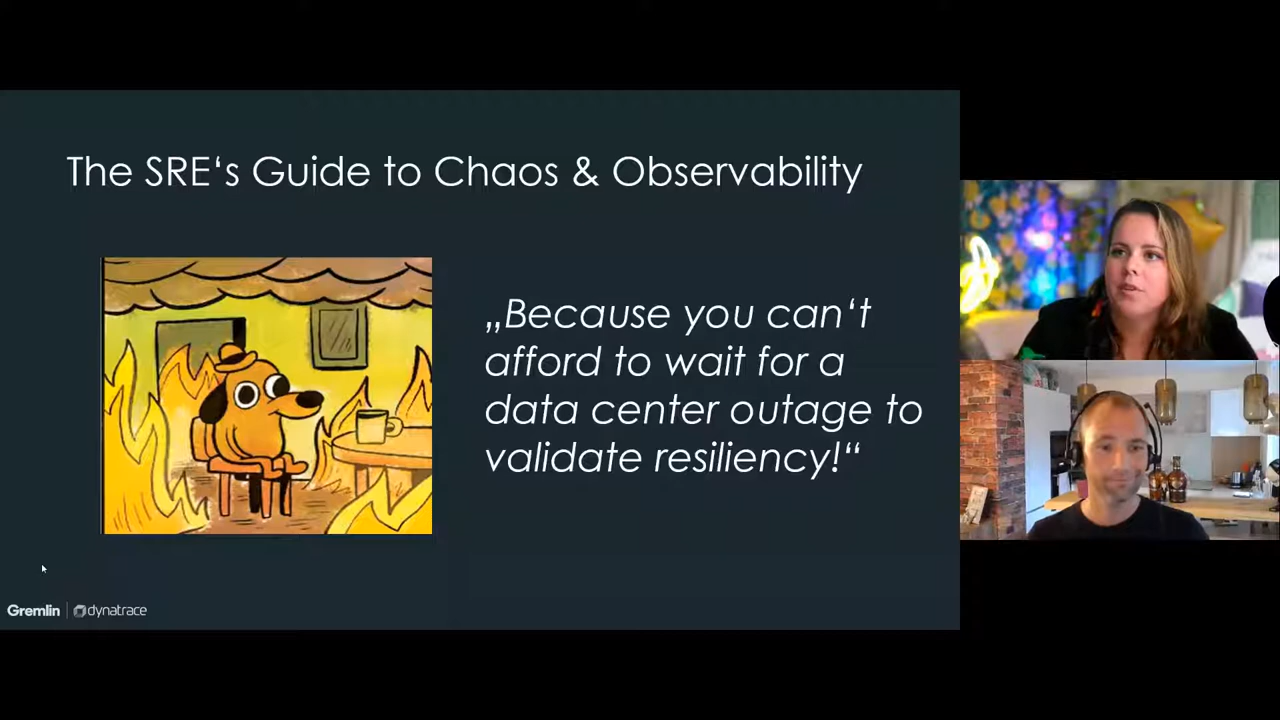 The SRE‘s Guide to Chaos & Observability
„Because you can‘t
afford to wait for a
data center outage to
validate resiliency!“
Gremlin | dynatrace